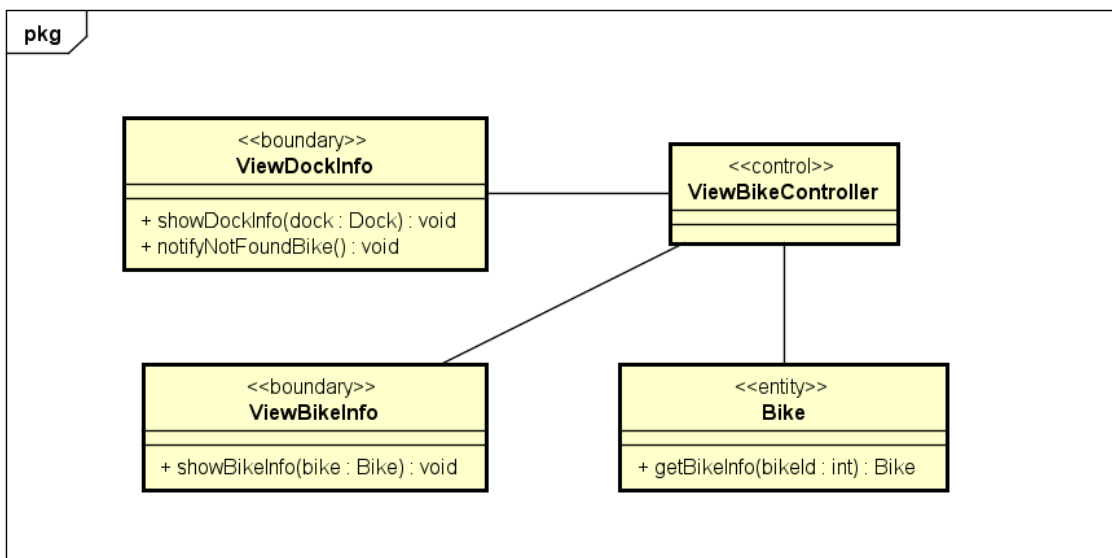 pkg
<<boundary>>
ViewDockInfo
+ showDockInfo(dock : Dock) : void
+ notifyNotFoundBike() : void
<<control>>
ViewBikeController
<<boundary>>
ViewBikeInfo
+ showBikeInfo(bike : Bike) : void
<<entity>>
Bike
+ getBikeInfo(bikeId : int) : Bike